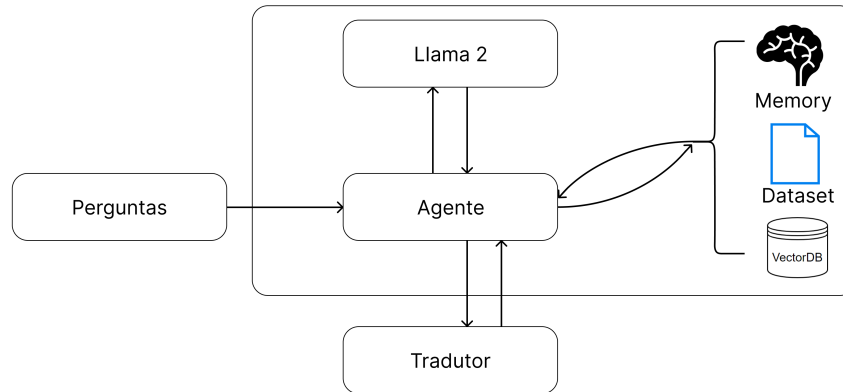 Llama 2
Memory
Dataset
Perguntas
Agente
VectorDB
Tradutor